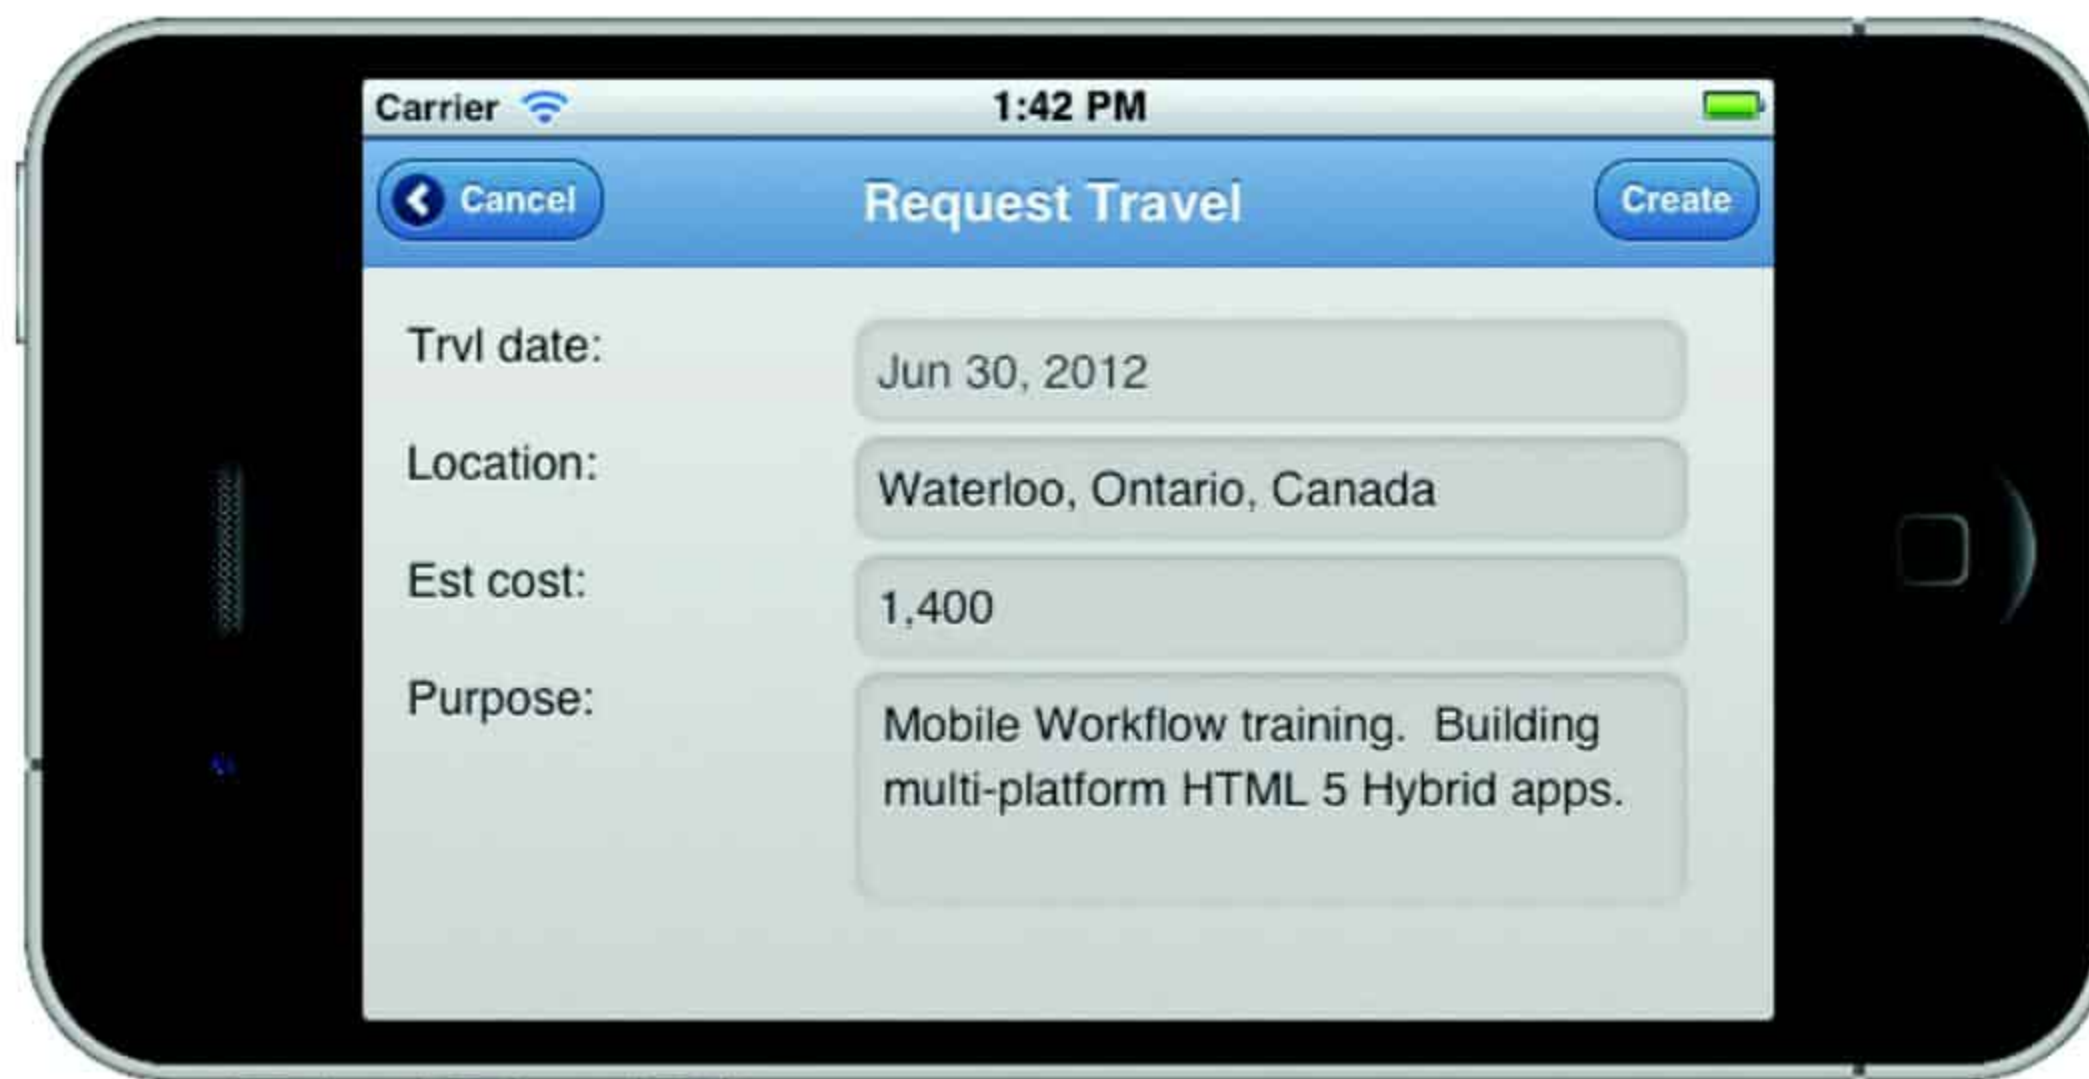 Carrier 1:42 PM
Cancel Request Travel Create
Trvl date: Jun 30, 2012
Location: Waterloo, Ontario, Canada
Est cost: 1,400
Purpose: Mobile Workflow training. Building
multi-platform HTML 5 Hybrid apps.